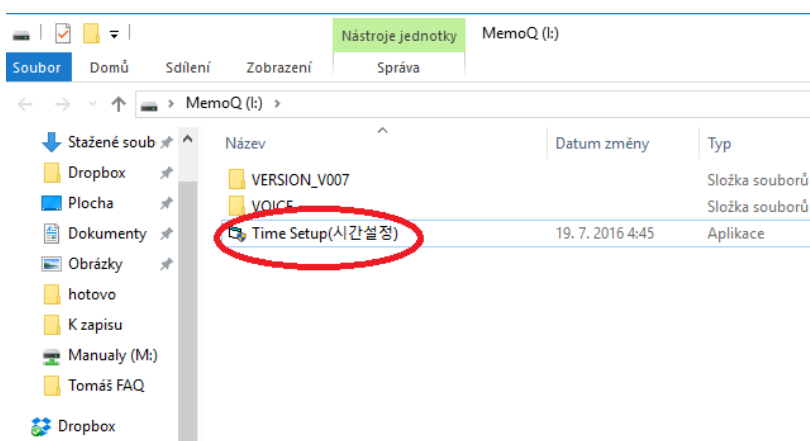 Nástroje jednotky MemoQ (I:)
Soubor Domů Sdílení Zobrazení Správa
MemoQ (I:)
Stažené soub Název Datum změny Typ
Dropbox VERSION_V007 Složka souborů
Plocha VOICE Složka souborů
Dokumenty Time Setup(시간설정) 19. 7. 2016 4:45 Aplikace
Obrázky
hotovo
K zapisu
Manualy (M:)
Tomáš FAQ
Dropbox